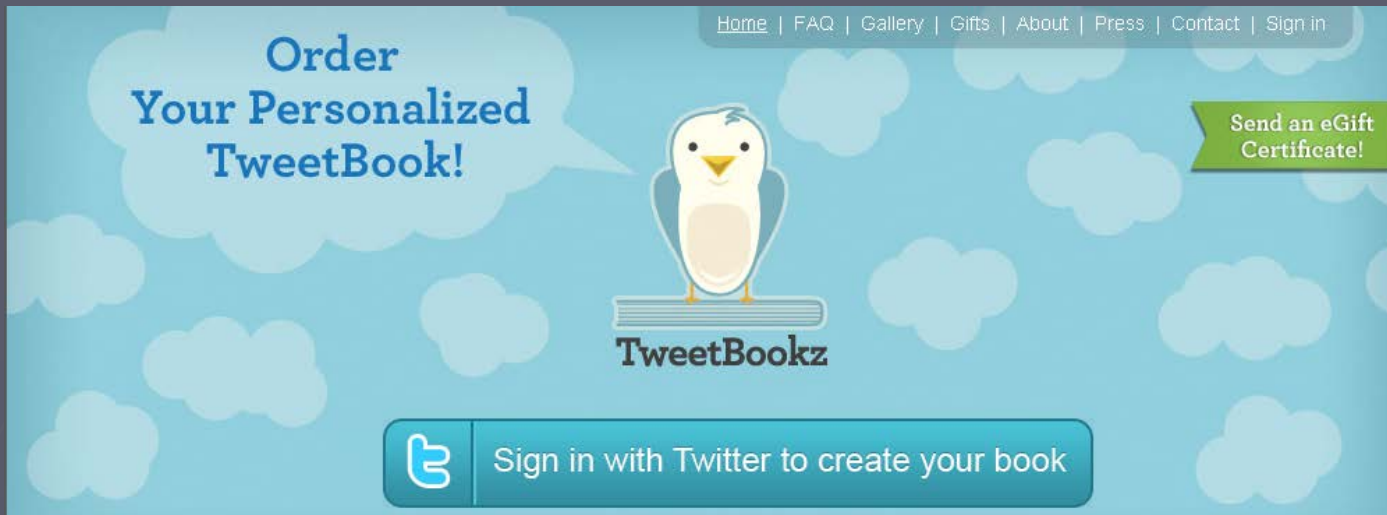 Home | FAQ | Gallery | Gifts | About | Press | Contact | Sign in
Order
Your Personalized
TweetBook!
Send an eGift
Certificate!
TweetBookz
t
Sign in with Twitter to create your book